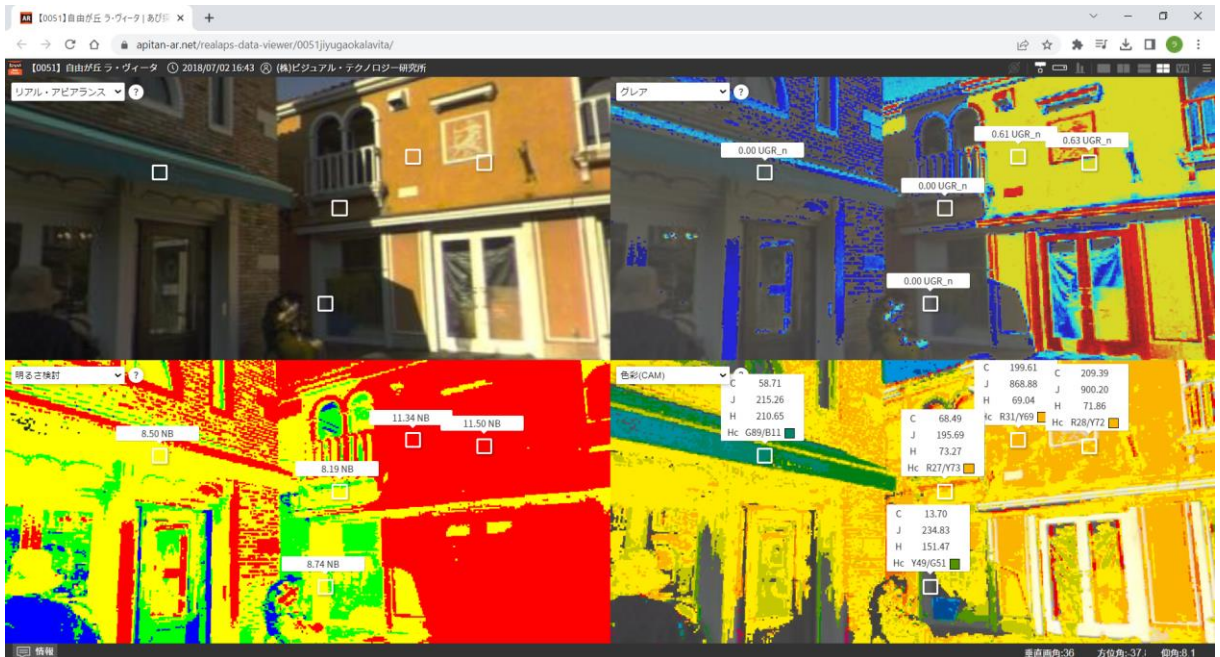 【0051】自由が丘 ラ・ヴィータ | あぴ
apitan-ar.net/realaps-data-viewer/0051jiyugaokalavita/
【0051】自由が丘 ラ・ヴィータ 2018/07/02 16:43 (株)ビジュアル・テクノロジー研究所
リアル・アピアランス ?
グレア ?
0.00 UGR_n
0.61 UGR_n
0.63 UGR_n
0.00 UGR_n
0.00 UGR_n
明るさ検討 ?
8.50 NB
11.34 NB
11.50 NB
8.19 NB
8.74 NB
色彩(CAM)
C 58.71
J 215.26
H 210.65
Hc G89/B11
C 199.61
J 868.88
H 69.04
Hc R31/Y69
C 209.39
J 900.20
H 71.86
Hc R28/Y72
C 68.49
J 195.69
H 73.27
Hc R27/Y73
C 13.70
J 234.83
H 151.47
Hc Y49/G51
情報
垂直画角:36 方位角:-37.8 仰角:8.1